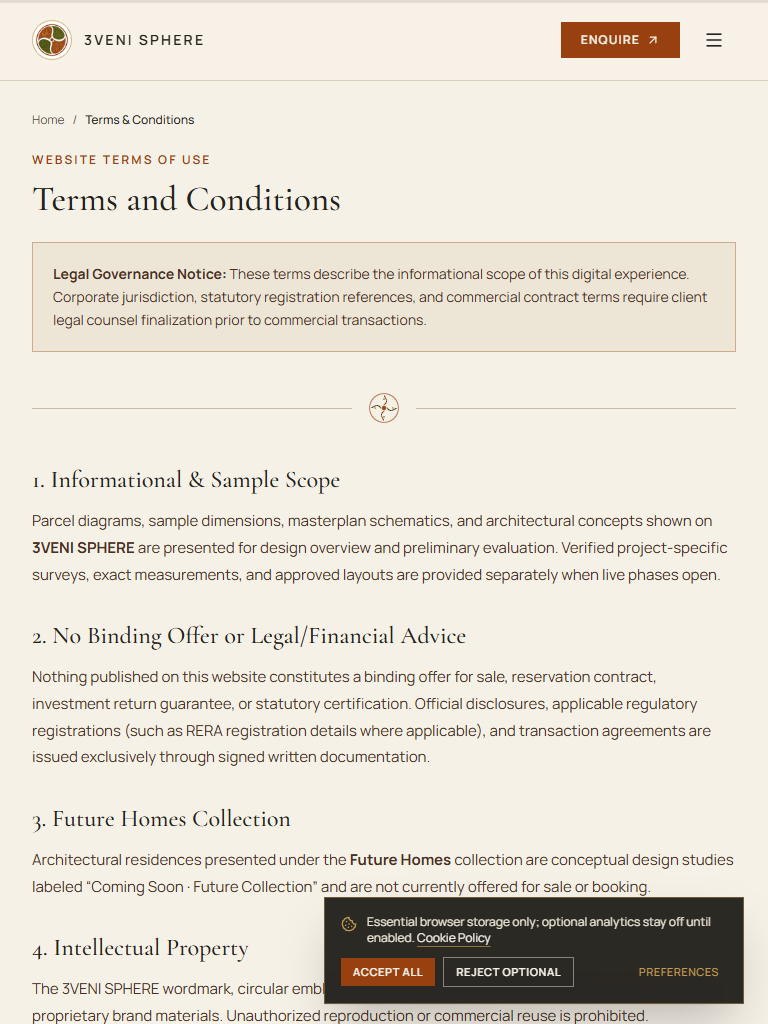 3VENI SPHERE
ENQUIRE
Home / Terms & Conditions
WEBSITE TERMS OF USE
Terms and Conditions
Legal Governance Notice: These terms describe the informational scope of this digital experience.
Corporate jurisdiction, statutory registration references, and commercial contract terms require client
legal counsel finalization prior to commercial transactions.
1. Informational & Sample Scope
Parcel diagrams, sample dimensions, masterplan schematics, and architectural concepts shown on
3VENI SPHERE are presented for design overview and preliminary evaluation. Verified project-specific
surveys, exact measurements, and approved layouts are provided separately when live phases open.
2. No Binding Offer or Legal/Financial Advice
Nothing published on this website constitutes a binding offer for sale, reservation contract,
investment return guarantee, or statutory certification. Official disclosures, applicable regulatory
registrations (such as RERA registration details where applicable), and transaction agreements are
issued exclusively through signed written documentation.
3. Future Homes Collection
Architectural residences presented under the Future Homes collection are conceptual design studies
labeled “Coming Soon · Future Collection” and are not currently offered for sale or booking.
4. Intellectual Property
The 3VENI SPHERE wordmark, circular
proprietary brand materials. Unauthorized reproduction or commercial reuse is prohibited.
Essential browser storage only; optional analytics stay off until
enabled. Cookie Policy
ACCEPT ALL
REJECT OPTIONAL
PREFERENCES